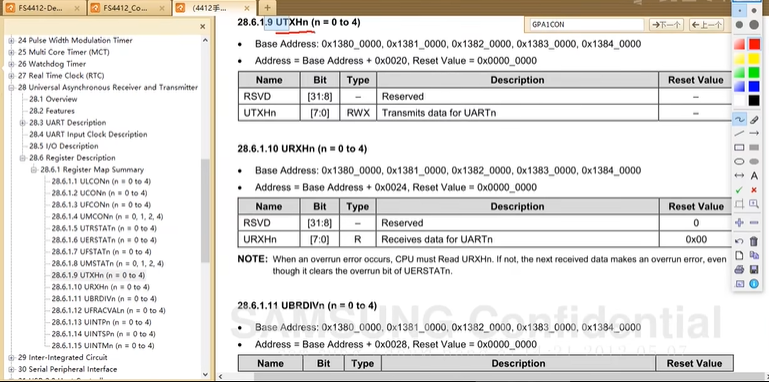 FS4412-De...
FS4412_Co...
(4412手...
24 Pulse Width Modulation Timer
25 Multi Core Timer (MCT)
26 Watchdog Timer
27 Real Time Clock (RTC)
28 Universal Asynchronous Receiver and Transmitter
28.1 Overview
28.2 Features
28.3 UART Description
28.4 UART Input Clock Description
28.5 I/O Description
28.6 Register Description
28.6.1 Register Map Summary
28.6.1.1 ULCONn (n = 0 to 4)
28.6.1.2 UCONn (n = 0 to 4)
28.6.1.3 UFCONn (n = 0 to 4)
28.6.1.4 UMCONn (n = 0, 1, 2, 4)
28.6.1.5 UTRSTATn (n = 0 to 4)
28.6.1.6 UERSTATn (n = 0 to 4)
28.6.1.7 UFSTATn (n = 0 to 4)
28.6.1.8 UMSTATn (n = 0, 1, 2, 4)
28.6.1.9 UTXHn (n = 0 to 4)
28.6.1.10 URXHn (n = 0 to 4)
28.6.1.11 UBRDIVn (n = 0 to 4)
28.6.1.12 UFRACVALn (n = 0 to 4)
28.6.1.13 UINTPn (n = 0 to 4)
28.6.1.14 UINTSPn (n = 0 to 4)
28.6.1.15 UINTMn (n = 0 to 4)
29 Inter-Integrated Circuit
30 Serial Peripheral Interface
GPA1CON
下一个
上一个
28.6.1.9 UTXHn (n = 0 to 4)
• Base Address: 0x1380_0000, 0x1381_0000, 0x1382_0000, 0x1383_0000, 0x1384_0000
• Address = Base Address + 0x0020, Reset Value = 0x0000_0000
Name Bit Type Description Reset Value
RSVD [31:8] – Reserved –
UTXHn [7:0] RWX Transmits data for UARTn –
28.6.1.10 URXHn (n = 0 to 4)
• Base Address: 0x1380_0000, 0x1381_0000, 0x1382_0000, 0x1383_0000, 0x1384_0000
• Address = Base Address + 0x0024, Reset Value = 0x0000_0000
Name Bit Type Description Reset Value
RSVD [31:8] – Reserved 0
URXHn [7:0] R Receives data for UARTn 0x00
NOTE: When an overrun error occurs, CPU must Read URXHn. If not, the next received data makes an overrun error, even
though it clears the overrun bit of UERSTATn.
28.6.1.11 UBRDIVn (n = 0 to 4)
SAMSUNG Confidential
• Base Address: 0x1380_0000, 0x1381_0000, 0x1382_0000, 0x1383_0000, 0x1384_0000
• Address = Base Address + 0x0028, Reset Value = 0x0000_0000
Name Bit Type Description Reset Value